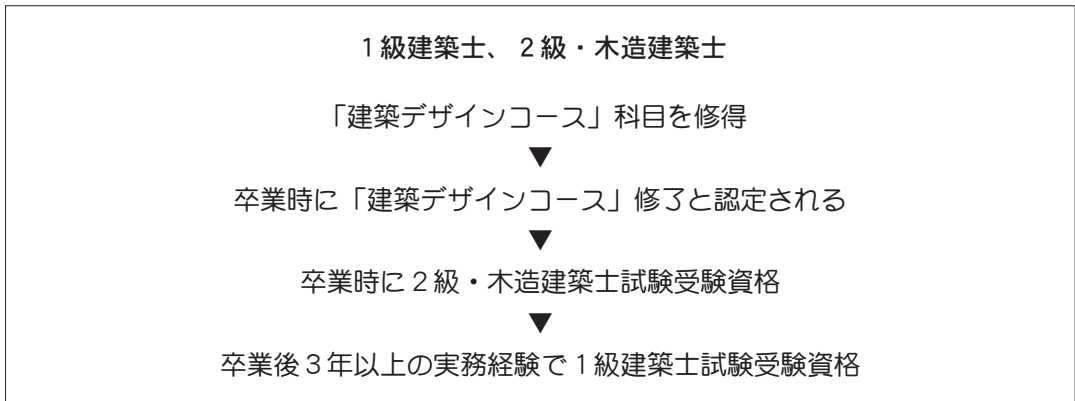 １級建築士、２級・木造建築士
「建築デザインコース」科目を修得
▼
卒業時に「建築デザインコース」修了と認定される
▼
卒業時に２級・木造建築士試験受験資格
▼
卒業後３年以上の実務経験で１級建築士試験受験資格